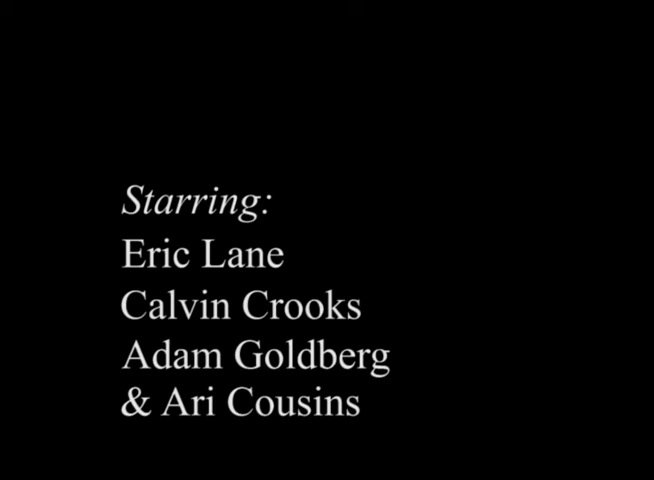 Starring:
Eric Lane
Calvin Crooks
Adam Goldberg
& Ari Cousins